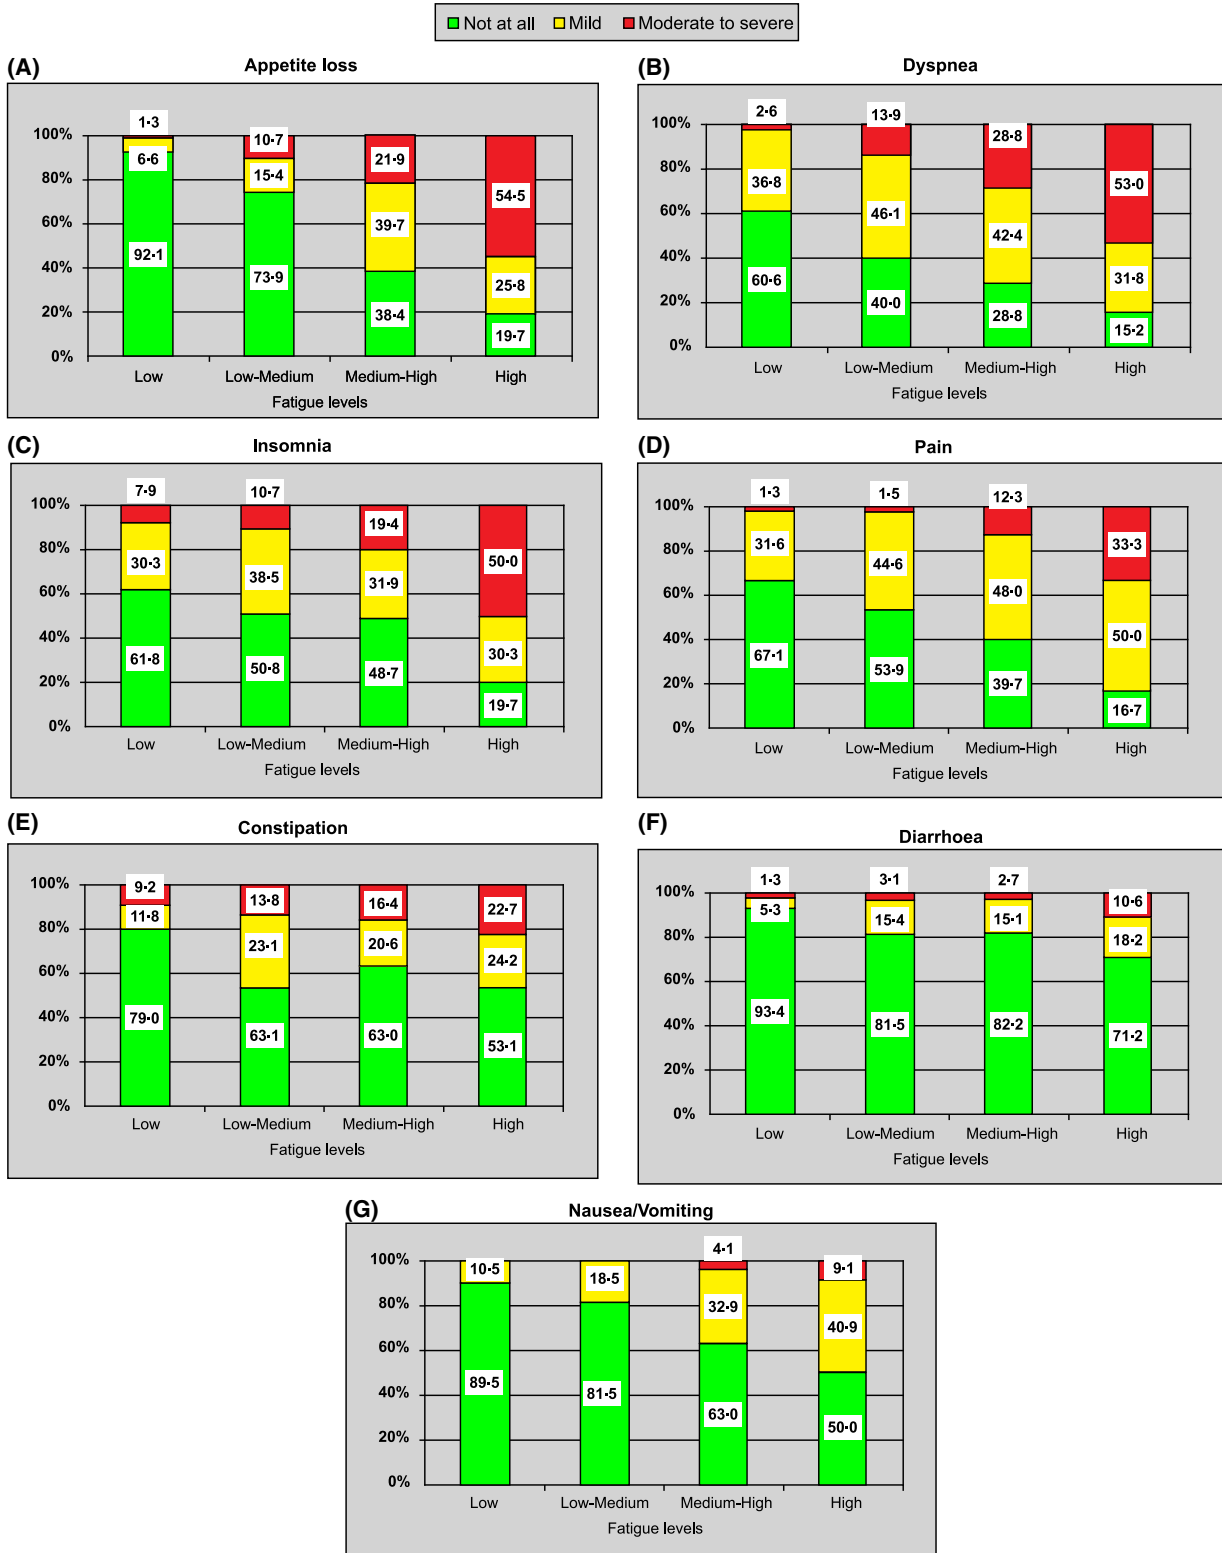 Not at all Mild Moderate to severe
(A) Appetite loss
1·3 10·7 21·9 54·5
6·6 15·4 39·7 25·8
92·1 73·9 38·4 19·7
100%
80%
60%
40%
20%
0%
Low Low-Medium Medium-High High
Fatigue levels
(B) Dyspnea
2·6 13·9 28·8 53·0
36·8 46·1 42·4 31·8
60·6 40·0 28·8 15·2
100%
80%
60%
40%
20%
0%
Low Low-Medium Medium-High High
Fatigue levels
(C) Insomnia
7·9 10·7 19·4 50·0
30·3 38·5 31·9 30·3
61·8 50·8 48·7 19·7
100%
80%
60%
40%
20%
0%
Low Low-Medium Medium-High High
Fatigue levels
(D) Pain
1·3 1·5 12·3 33·3
31·6 44·6 48·0 50·0
67·1 53·9 39·7 16·7
100%
80%
60%
40%
20%
0%
Low Low-Medium Medium-High High
Fatigue levels
(E) Constipation
9·2 13·8 16·4 22·7
11·8 23·1 20·6 24·2
79·0 63·1 63·0 53·1
100%
80%
60%
40%
20%
0%
Low Low-Medium Medium-High High
Fatigue levels
(F) Diarrhoea
1·3 3·1 2·7 10·6
5·3 15·4 15·1 18·2
93·4 81·5 82·2 71·2
100%
80%
60%
40%
20%
0%
Low Low-Medium Medium-High High
Fatigue levels
(G) Nausea/Vomiting
4·1 9·1
10·5 18·5 32·9 40·9
89·5 81·5 63·0 50·0
100%
80%
60%
40%
20%
0%
Low Low-Medium Medium-High High
Fatigue levels